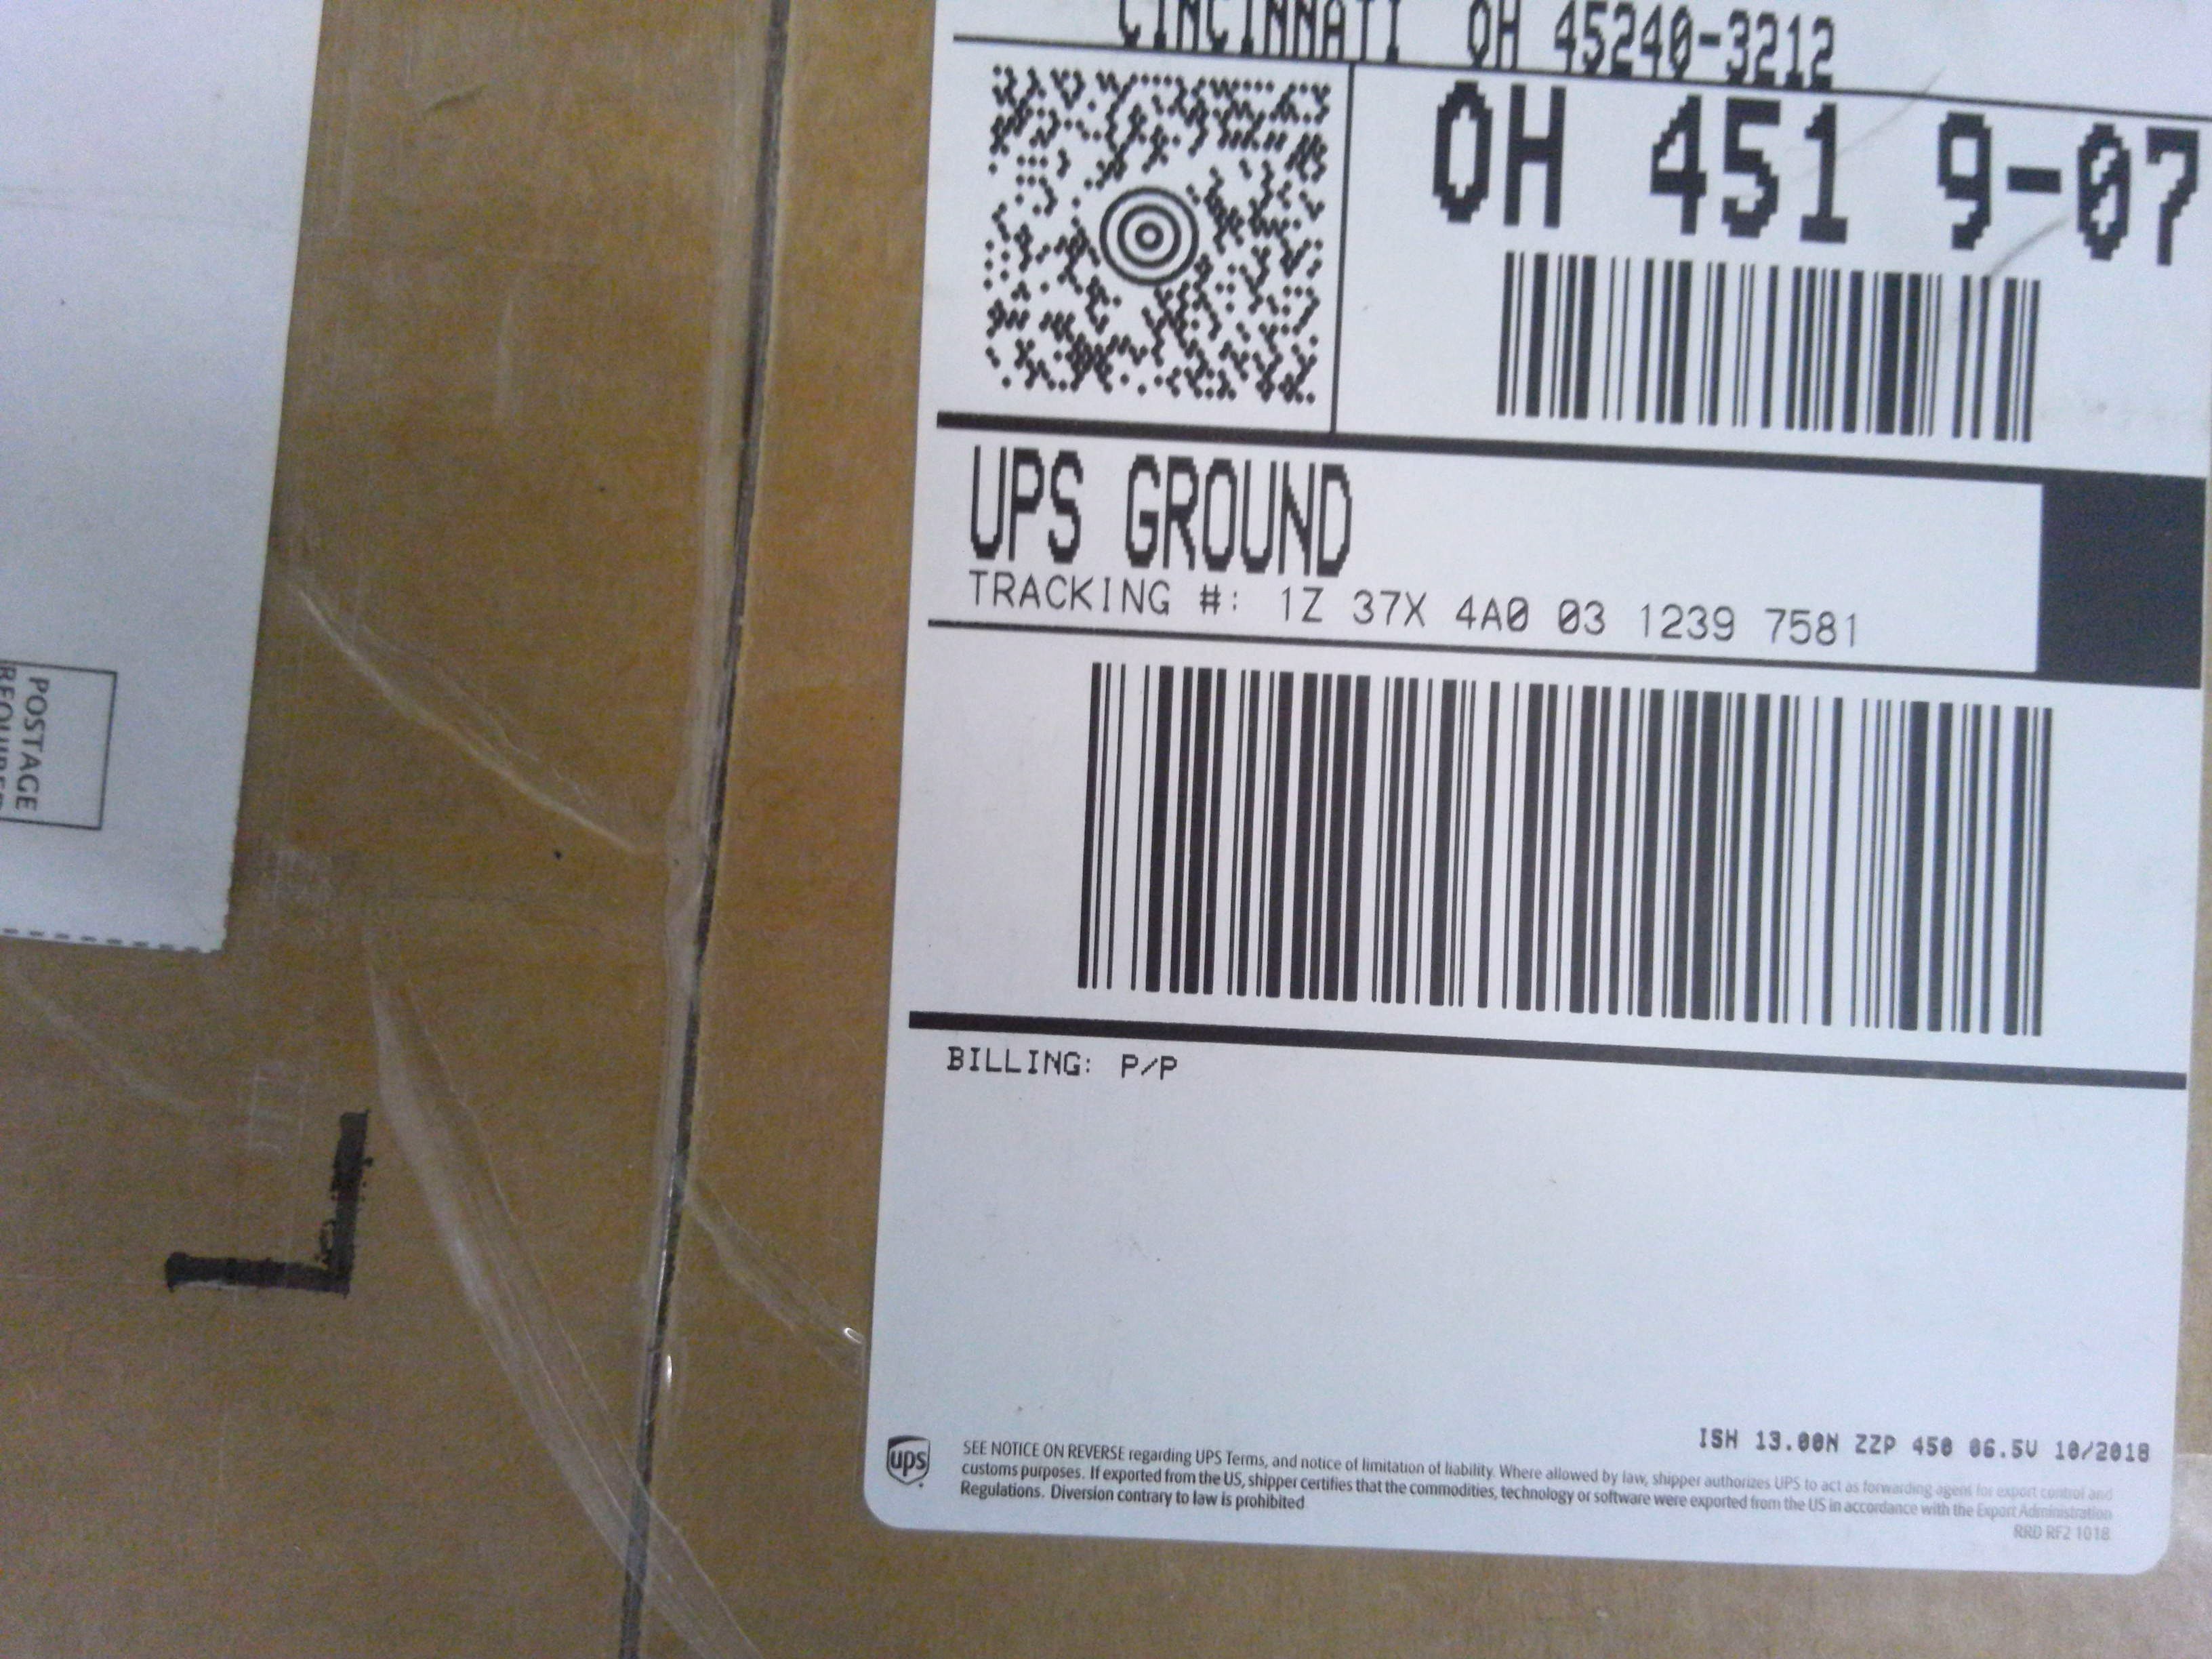 CINCINNATI OH 45240-3212
OH 451 9-07
UPS GROUND
TRACKING #: 1Z 37X 4A0 03 1239 7581
BILLING: P/P
ISH 13.00N ZZP 450 06.5V 10/2018
ups
SEE NOTICE ON REVERSE regarding UPS Terms, and notice of limitation of liability. Where allowed by law, shipper authorizes UPS to act as forwarding agent for export control and
customs purposes. If exported from the US, shipper certifies that the commodities, technology or software were exported from the US in accordance with the Export Administration
Regulations. Diversion contrary to law is prohibited
RRD RF2 1018
POSTAGE
REQUIRED
L